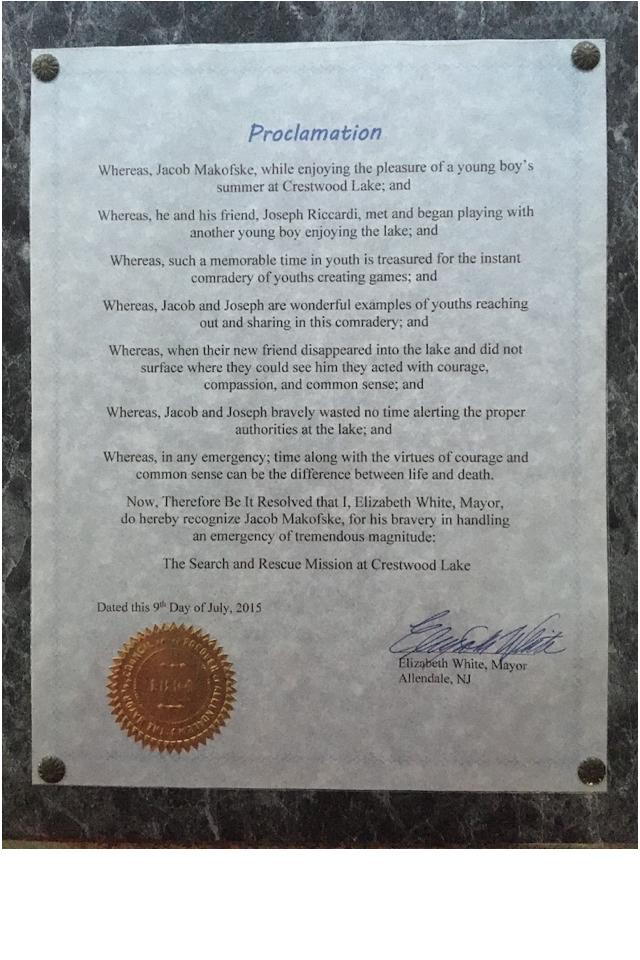 Proclamation
Whereas, Jacob Makofske, while enjoying the pleasure of a young boy's
summer at Crestwood Lake; and
Whereas, he and his friend, Joseph Riccardi, met and began playing with
another young boy enjoying the lake; and
Whereas, such a memorable time in youth is treasured for the instant
comradery of youths creating games; and
Whereas, Jacob and Joseph are wonderful examples of youths reaching
out and sharing in this comradery; and
Whereas, when their new friend disappeared into the lake and did not
surface where they could see him they acted with courage,
compassion, and common sense; and
Whereas, Jacob and Joseph bravely wasted no time alerting the proper
authorities at the lake; and
Whereas, in any emergency; time along with the virtues of courage and
common sense can be the difference between life and death.
Now, Therefore Be It Resolved that I, Elizabeth White, Mayor,
do hereby recognize Jacob Makofske, for his bravery in handling
an emergency of tremendous magnitude:
The Search and Rescue Mission at Crestwood Lake
Dated this 9th Day of July, 2015
Elizabeth White
Elizabeth White, Mayor
Allendale, NJ